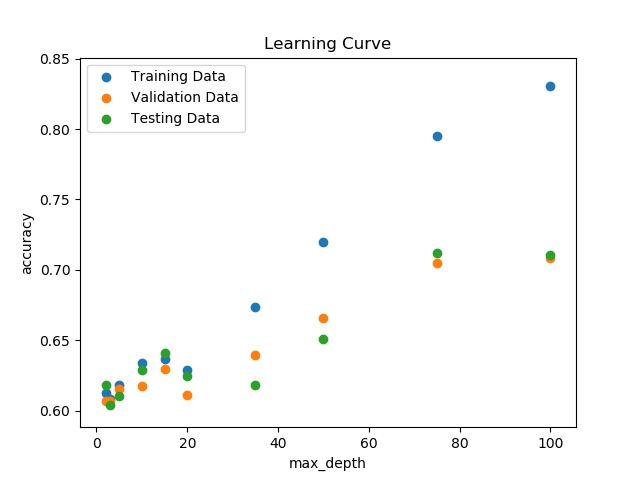 Learning Curve
Training Data
Validation Data
Testing Data
accuracy
0.85
0.80
0.75
0.70
0.65
0.60
0 20 40 60 80 100
max_depth